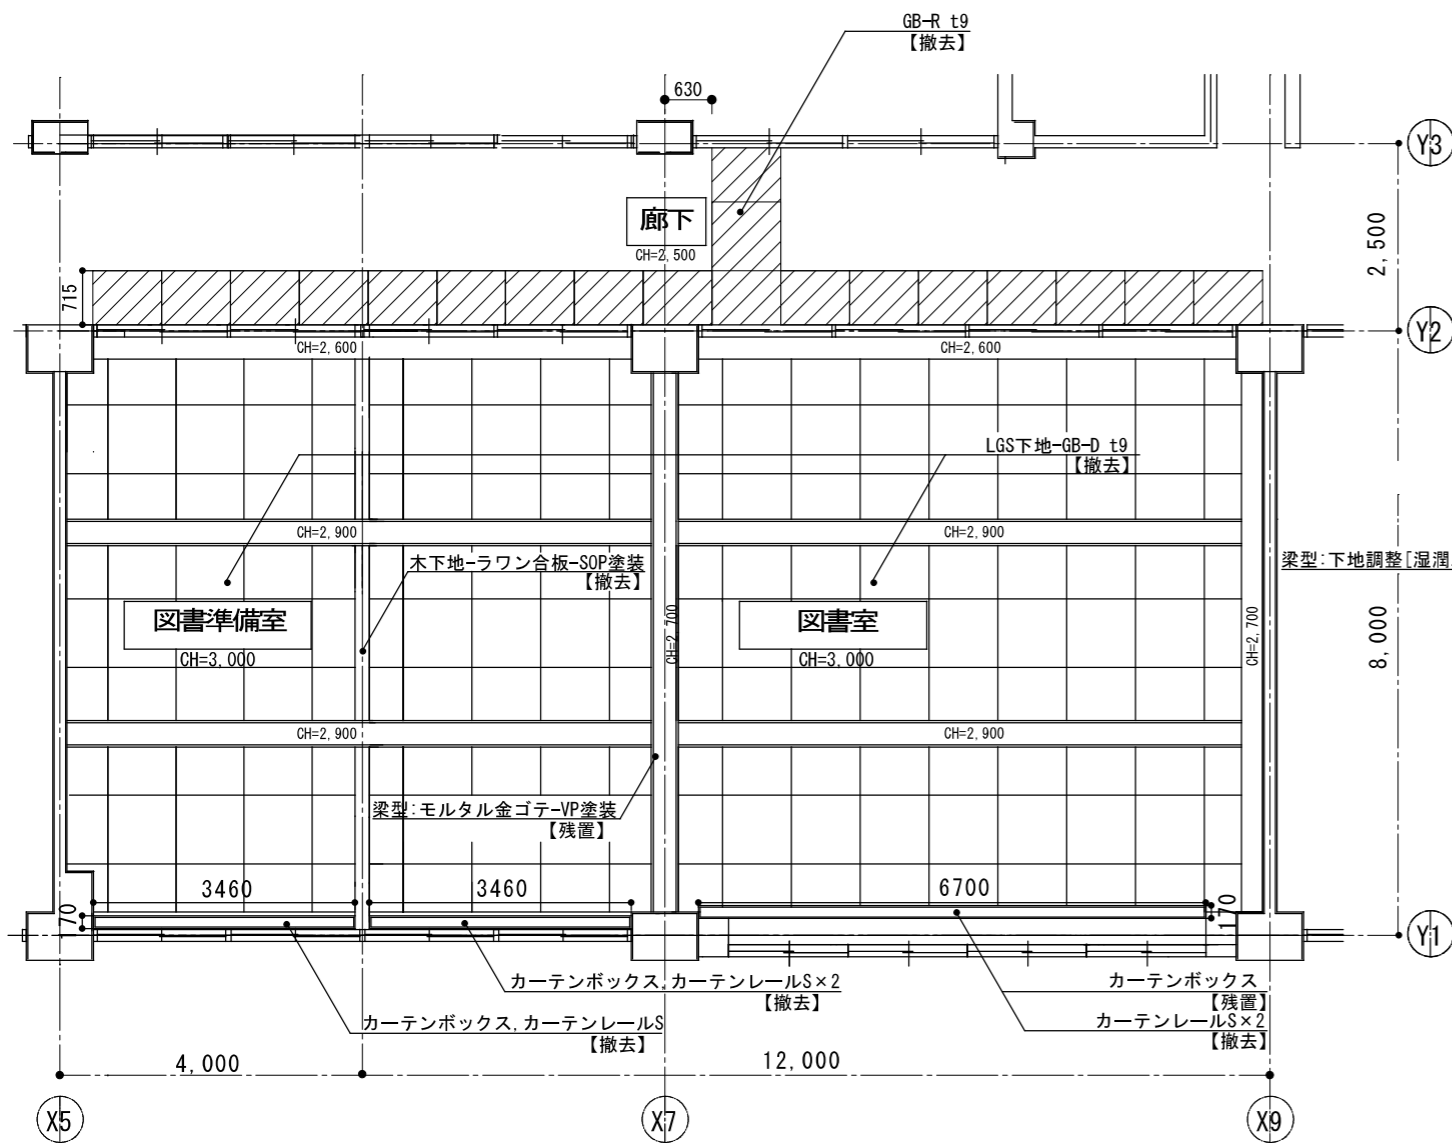 GB-R t9
【撤去】
630
Y3
廊下
CH=2,500
2,500
715
Y2
CH=2,600
CH=2,600
LGS下地-GB-D t9
【撤去】
CH=2,900
CH=2,900
木下地-ラワン合板-SOP塗装
【撤去】
梁型:下地調整[湿潤
図書準備室
CH=3,000
CH=2,700
図書室
CH=3,000
CH=2,700
8,000
CH=2,900
CH=2,900
梁型:モルタル金ゴテ-VP塗装
【残置】
3460
3460
6700
170
170
Y1
カーテンボックス,カーテンレールS×2
【撤去】
カーテンボックス
【残置】
カーテンレールS×2
【撤去】
カーテンボックス,カーテンレールS
【撤去】
4,000
12,000
X5
X7
X9